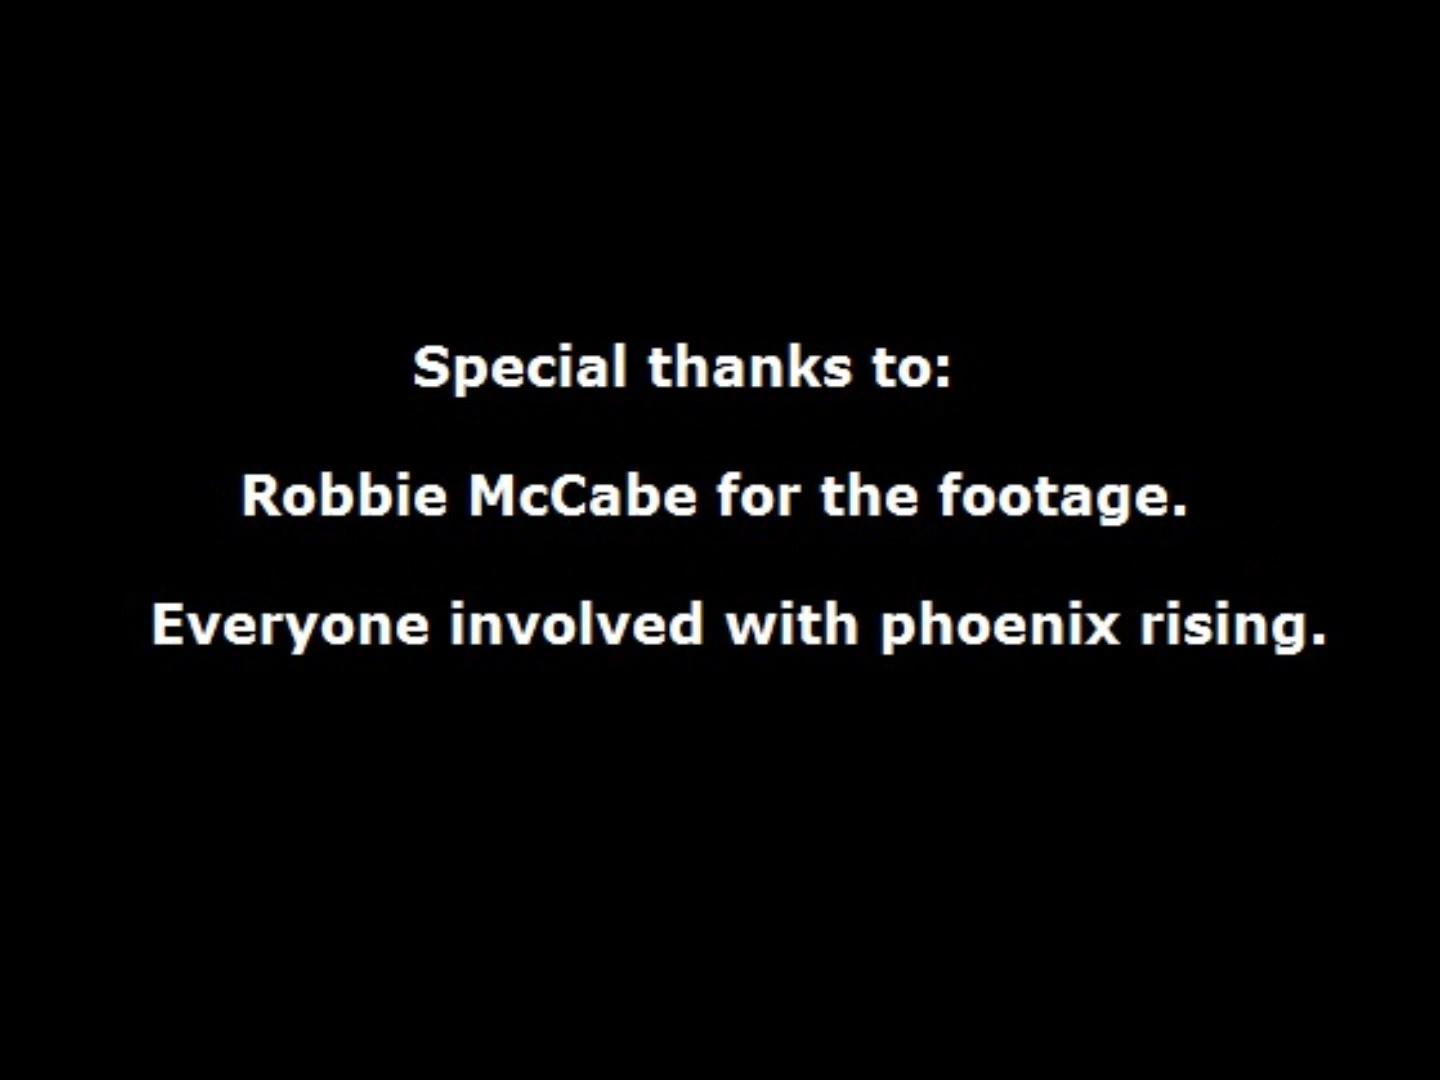 Special thanks to:
Robbie McCabe for the footage.
Everyone involved with phoenix rising.